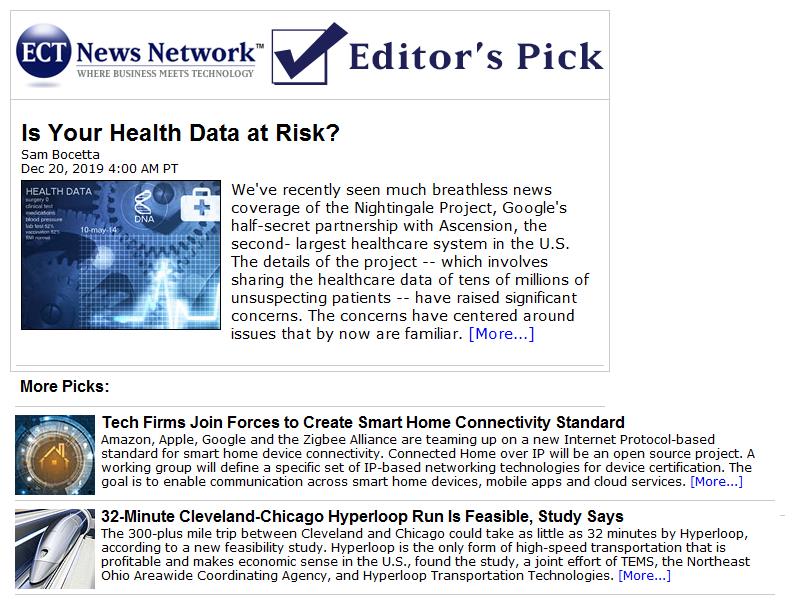 ECT News Network™
WHERE BUSINESS MEETS TECHNOLOGY
Editor's Pick
Is Your Health Data at Risk?
Sam Bocetta
Dec 20, 2019 4:00 AM PT
HEALTH DATA
surgery 0
clinical test
medications
blood pressure
lab test 52%
vaccination 82%
DNA
10-may-14
We've recently seen much breathless news
coverage of the Nightingale Project, Google's
half-secret partnership with Ascension, the
second- largest healthcare system in the U.S.
The details of the project -- which involves
sharing the healthcare data of tens of millions of
unsuspecting patients -- have raised significant
concerns. The concerns have centered around
issues that by now are familiar. [More...]
More Picks:
Tech Firms Join Forces to Create Smart Home Connectivity Standard
Amazon, Apple, Google and the Zigbee Alliance are teaming up on a new Internet Protocol-based
standard for smart home device connectivity. Connected Home over IP will be an open source project. A
working group will define a specific set of IP-based networking technologies for device certification. The
goal is to enable communication across smart home devices, mobile apps and cloud services. [More...]
32-Minute Cleveland-Chicago Hyperloop Run Is Feasible, Study Says
The 300-plus mile trip between Cleveland and Chicago could take as little as 32 minutes by Hyperloop,
according to a new feasibility study. Hyperloop is the only form of high-speed transportation that is
profitable and makes economic sense in the U.S., found the study, a joint effort of TEMS, the Northeast
Ohio Areawide Coordinating Agency, and Hyperloop Transportation Technologies. [More...]